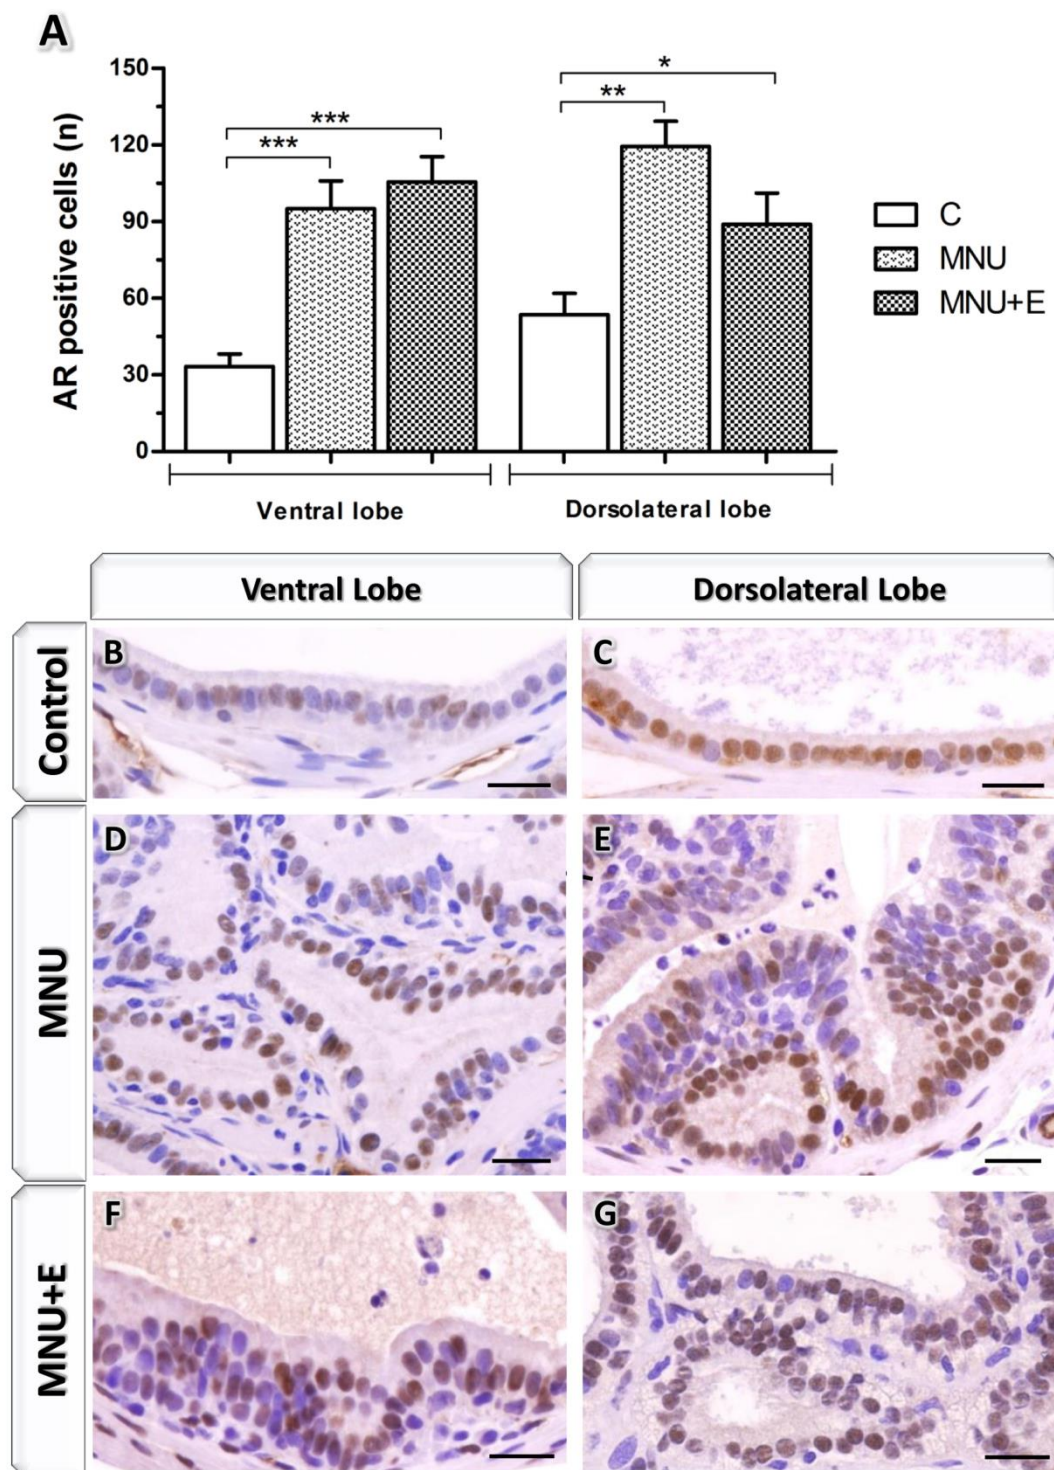 A
150
120
90
60
30
0
AR positive cells (n)
***
***
*
**
C
MNU
MNU+E
Ventral lobe
Dorsolateral lobe
Ventral Lobe
Dorsolateral Lobe
Control
B
C
MNU
D
E
MNU+E
F
G